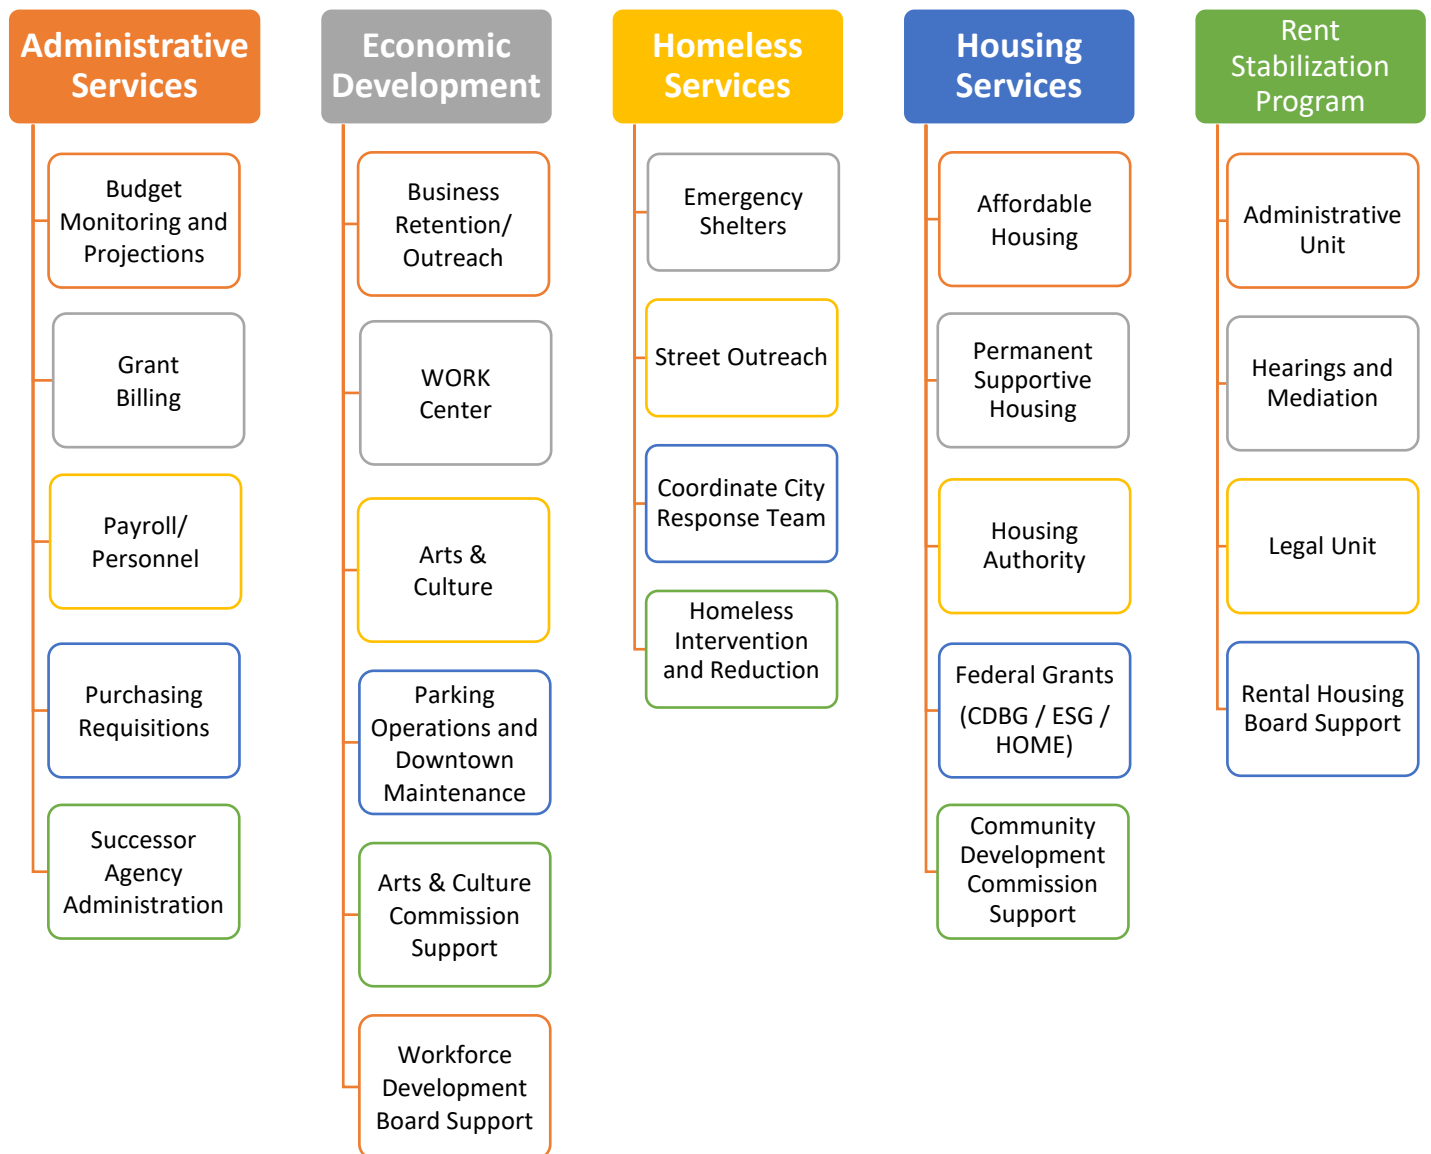 Administrative
Services
Budget
Monitoring and
Projections
Grant
Billing
Payroll/
Personnel
Purchasing
Requisitions
Successor
Agency
Administration
Economic
Development
Business
Retention/
Outreach
WORK
Center
Arts &
Culture
Parking
Operations and
Downtown
Maintenance
Arts & Culture
Commission
Support
Workforce
Development
Board Support
Homeless
Services
Emergency
Shelters
Street Outreach
Coordinate City
Response Team
Homeless
Intervention
and Reduction
Housing
Services
Affordable
Housing
Permanent
Supportive
Housing
Housing
Authority
Federal Grants
(CDBG / ESG /
HOME)
Community
Development
Commission
Support
Rent
Stabilization
Program
Administrative
Unit
Hearings and
Mediation
Legal Unit
Rental Housing
Board Support